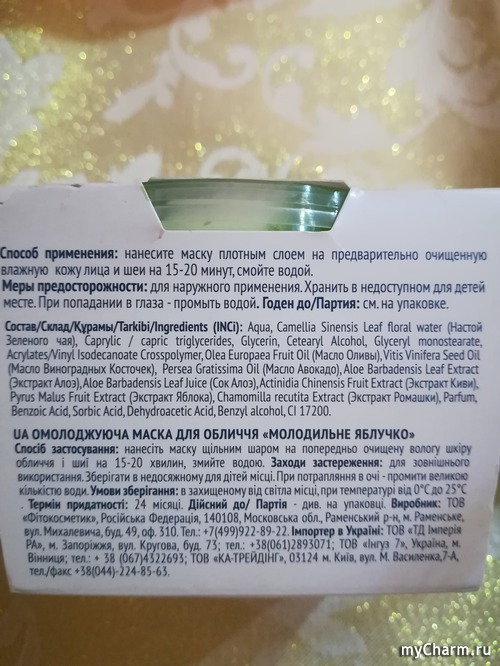 Способ применения: нанесите маску плотным слоем на предварительно очищенную
влажную кожу лица и шеи на 15-20 минут, смойте водой.
Меры предосторожности: для наружного применения. Хранить в недоступном для детей
месте. При попадании в глаза - промыть водой. Годен до/Партия: см. на упаковке.
Состав/Склад/Құрамы/Tarkibi/Ingredients (INCi): Aqua, Camellia Sinensis Leaf floral water (Настой
Зеленого чая), Caprylic / capric triglycerides, Glycerin, Cetearyl Alcohol, Glyceryl monostearate,
Acrylates/Vinyl Isodecanoate Crosspolymer, Olea Europaea Fruit Oil (Масло Оливы), Vitis Vinifera Seed Oil
(Масло Виноградных Косточек), Persea Gratissima Oil (Масло Авокадо), Aloe Barbadensis Leaf Extract
(Экстракт Алоэ), Aloe Barbadensis Leaf Juice (Сок Алоэ), Actinidia Chinensis Fruit Extract (Экстракт Киви),
Pyrus Malus Fruit Extract (Экстракт Яблока), Chamomilla recutita Extract (Экстракт Ромашки), Parfum,
Benzoic Acid, Sorbic Acid, Dehydroacetic Acid, Benzyl alcohol, CI 17200.
UA ОМОЛОДЖУЮЧА МАСКА ДЛЯ ОБЛИЧЧЯ «МОЛОДИЛЬНЕ ЯБЛУЧКО»
Спосіб застосування: нанесіть маску щільним шаром на попередньо очищену вологу шкіру
обличчя і шиї на 15-20 хвилин, змийте водою. Заходи застереження: для зовнішнього
використання. Зберігати в недосяжному для дітей місці. При потрапляння в очі - промити великою
кількістю води. Умови зберігання: в захищеному від світла місці, при температурі від 0°С до 25°С
. Термін придатності: 24 місяці. Дійсний до/ Партія - див. на упаковці. Виробник: ТОВ
«Фітокосметик», Російська Федерація, 140108, Московська обл., Раменський р-н, м. Раменське,
вул. Михалевича, буд. 49, оф. 310. Тел.: +7(499)922-89-22. Імпортер в Україні: ТОВ «ТД Імперія
РА», м. Запоріжжя, вул. Кругова, буд. 73; тел.: +38(061)2893071; ТОВ «Інгуз 7», Україна, м.
Вінниця; тел.: + 38 (067)4322693; ТОВ «КА-ТРЕЙДІНГ», 03124 м. Київ, вул. М. Василенка,7-А,
тел./факс +38(044)-224-85-63.
myCharm.ru